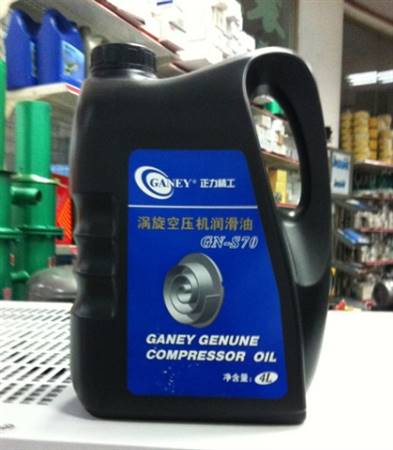 GANEY® 正力精工
涡旋空压机润滑油
GN-S70
GANEY GENUNE
COMPRESSOR OIL
净含量: 4L